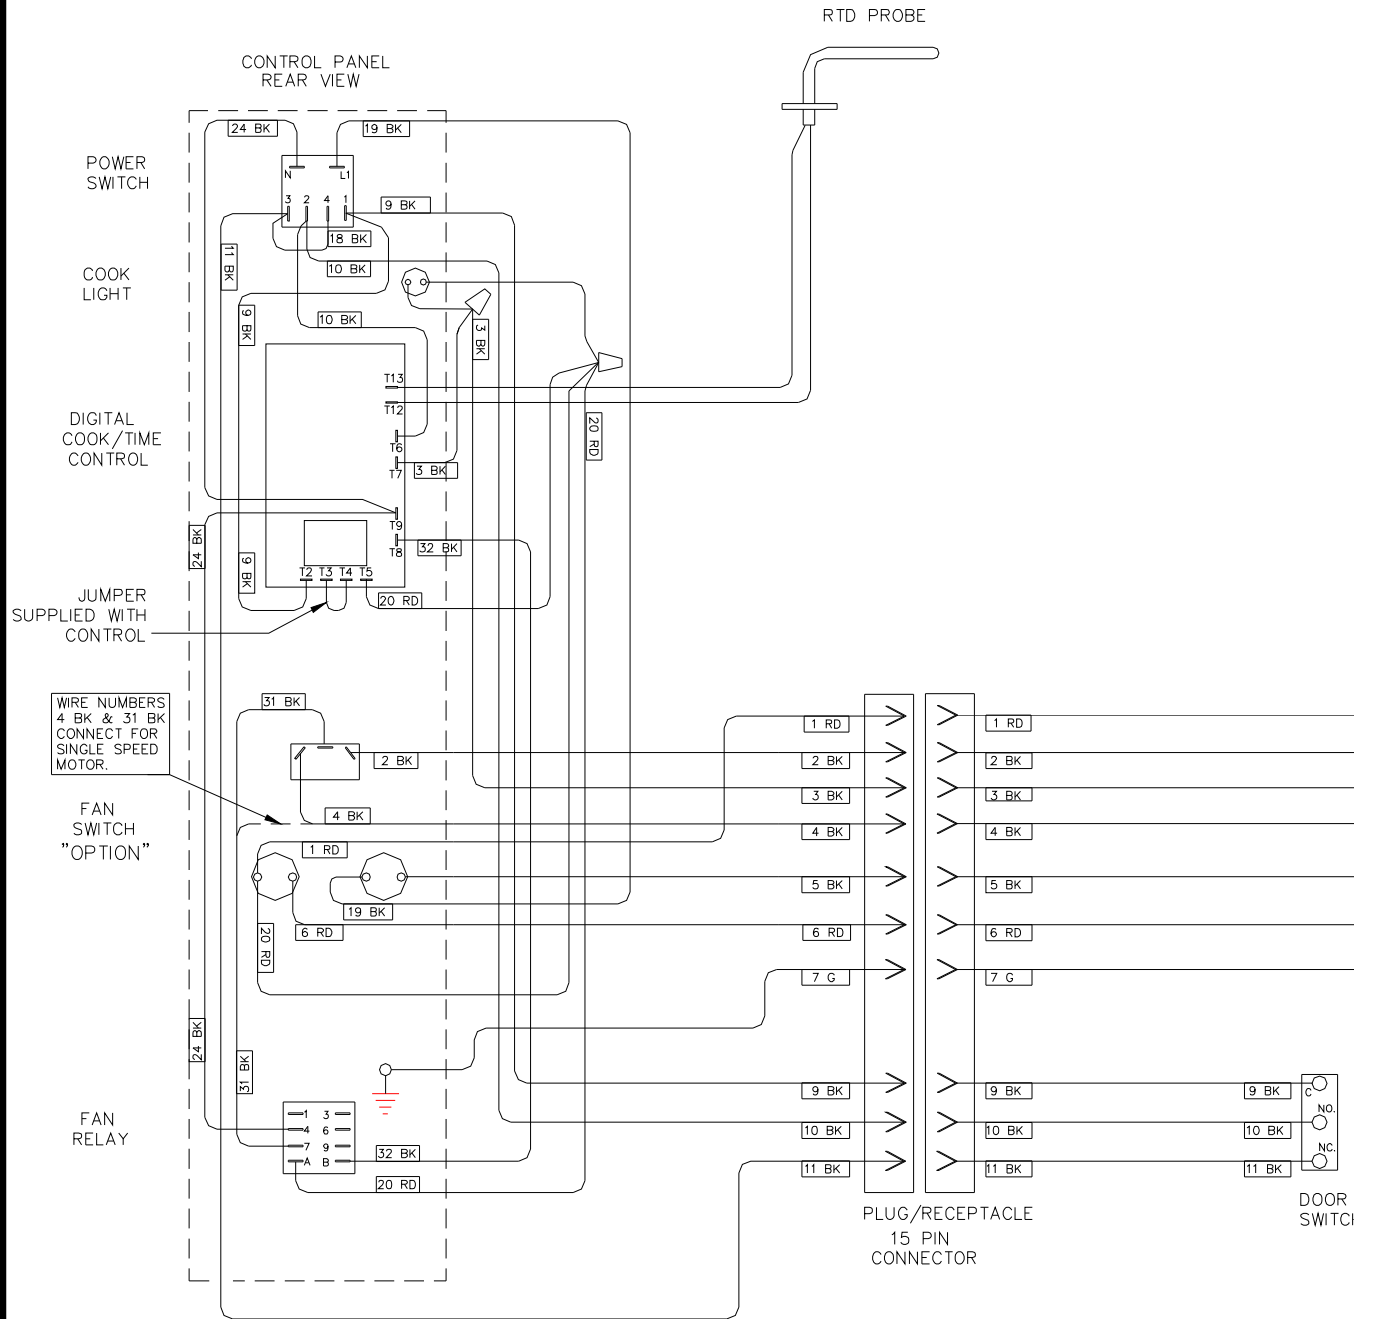 RTD PROBE
CONTROL PANEL
REAR VIEW
24 BK
19 BK
POWER
SWITCH
N
L1
3 2 4 1
9 BK
18 BK
11 BK
10 BK
COOK
LIGHT
9 BK
10 BK
3 BK
T13
T12
20 RD
DIGITAL
COOK/TIME
CONTROL
T6
T7
3 BK
T9
24 BK
T8
32 BK
9 BK
T2 T3 T4 T5
20 RD
JUMPER
SUPPLIED WITH
CONTROL
WIRE NUMBERS
4 BK & 31 BK
CONNECT FOR
SINGLE SPEED
MOTOR.
31 BK
1 RD
1 RD
2 BK
2 BK
2 BK
3 BK
3 BK
FAN
SWITCH
"OPTION"
4 BK
4 BK
4 BK
1 RD
5 BK
5 BK
19 BK
6 RD
6 RD
6 RD
20 RD
7 G
7 G
24 BK
31 BK
9 BK
9 BK
9 BK
C
FAN
RELAY
1 3
4 6
7 9
A B
NO.
10 BK
10 BK
10 BK
32 BK
NC.
11 BK
11 BK
11 BK
20 RD
PLUG/RECEPTACLE
15 PIN
CONNECTOR
DOOR
SWITCH